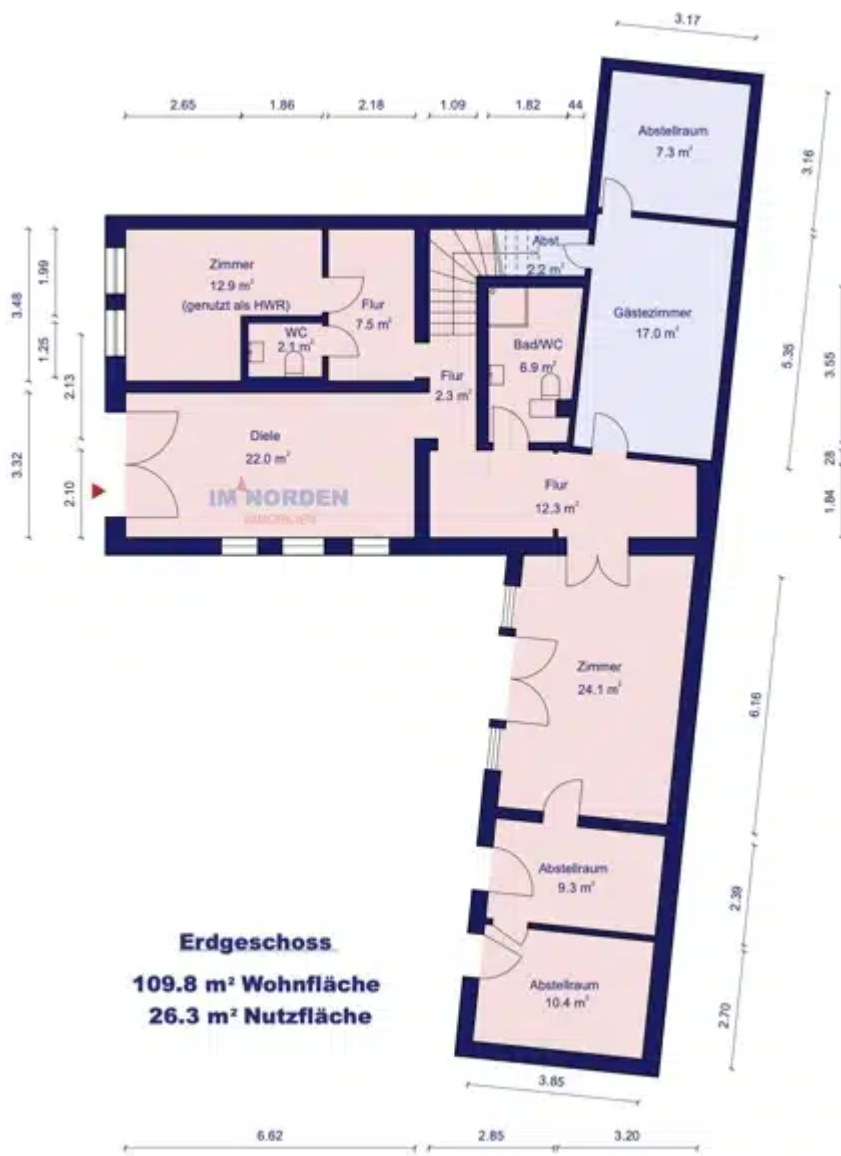 3.17
2.65
1.86
2.18
1.09
1.82
44
Abstellraum
7.3 m²
3.16
Zimmer
12.9 m²
(genutzt als HWR)
Flur
7.5 m²
WC
2.1 m²
Abst.
2.2 m²
Gästezimmer
17.0 m²
Bad/WC
6.9 m²
Flur
2.3 m²
3.48
1.99
1.25
2.13
3.32
2.10
5.35
3.55
28
1.84
Diele
22.0 m²
IM NORDEN
IMMOBILIEN
Flur
12.3 m²
Zimmer
24.1 m²
6.16
Abstellraum
9.3 m²
2.39
Abstellraum
10.4 m²
2.70
Erdgeschoss
109.8 m² Wohnfläche
26.3 m² Nutzfläche
3.85
6.62
2.85
3.20